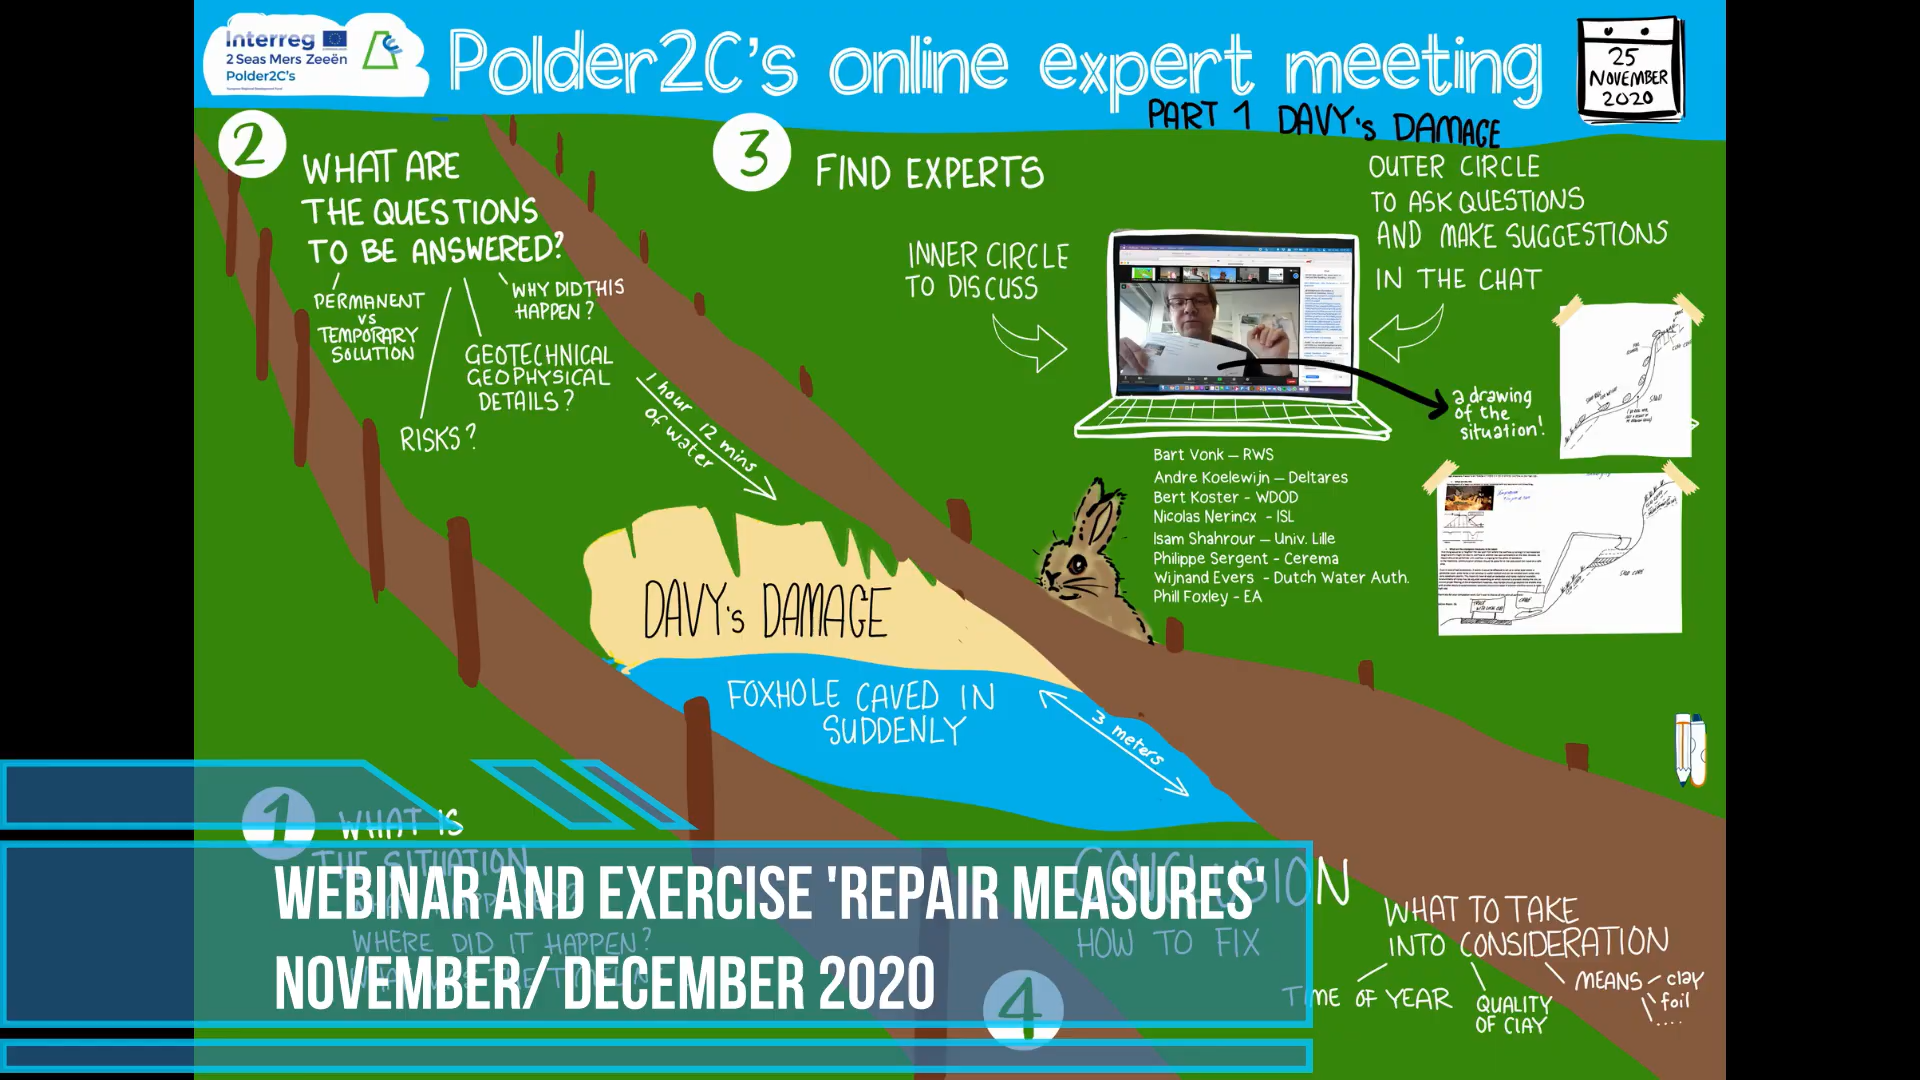 Interreg
2 Seas Mers Zeeën
Polder2C's
Polder2C's online expert meeting
PART 1 DAVY's DAMAGE
25
NOVEMBER
2020
2
WHAT ARE
THE QUESTIONS
TO BE ANSWERED?
PERMANENT
VS
TEMPORARY
SOLUTION
RISKS?
GEOTECHNICAL
GEOPHYSICAL
DETAILS?
WHY DID THIS
HAPPEN?
1 hour 12 mins
of water
3
FIND EXPERTS
INNER CIRCLE
TO DISCUSS
OUTER CIRCLE
TO ASK QUESTIONS
AND MAKE SUGGESTIONS
IN THE CHAT
a drawing
of the
situation!
Bart Vonk – RWS
Andre Koelewijn – Deltares
Bert Koster - WDOD
Nicolas Nerincx - ISL
Isam Shahrour – Univ. Lille
Philippe Sergent - Cerema
Wijnand Evers - Dutch Water Auth.
Phill Foxley - EA
DAVY's DAMAGE
FOXHOLE CAVED IN
SUDDENLY
3 meters
1
WHAT IS
THE SITUATION
WHERE DID IT HAPPEN?
WEBINAR AND EXERCISE 'REPAIR MEASURES'
NOVEMBER/ DECEMBER 2020
CONCLUSION
HOW TO FIX
4
WHAT TO TAKE
INTO CONSIDERATION
TIME OF YEAR
QUALITY
OF CLAY
MEANS
clay
foil
....